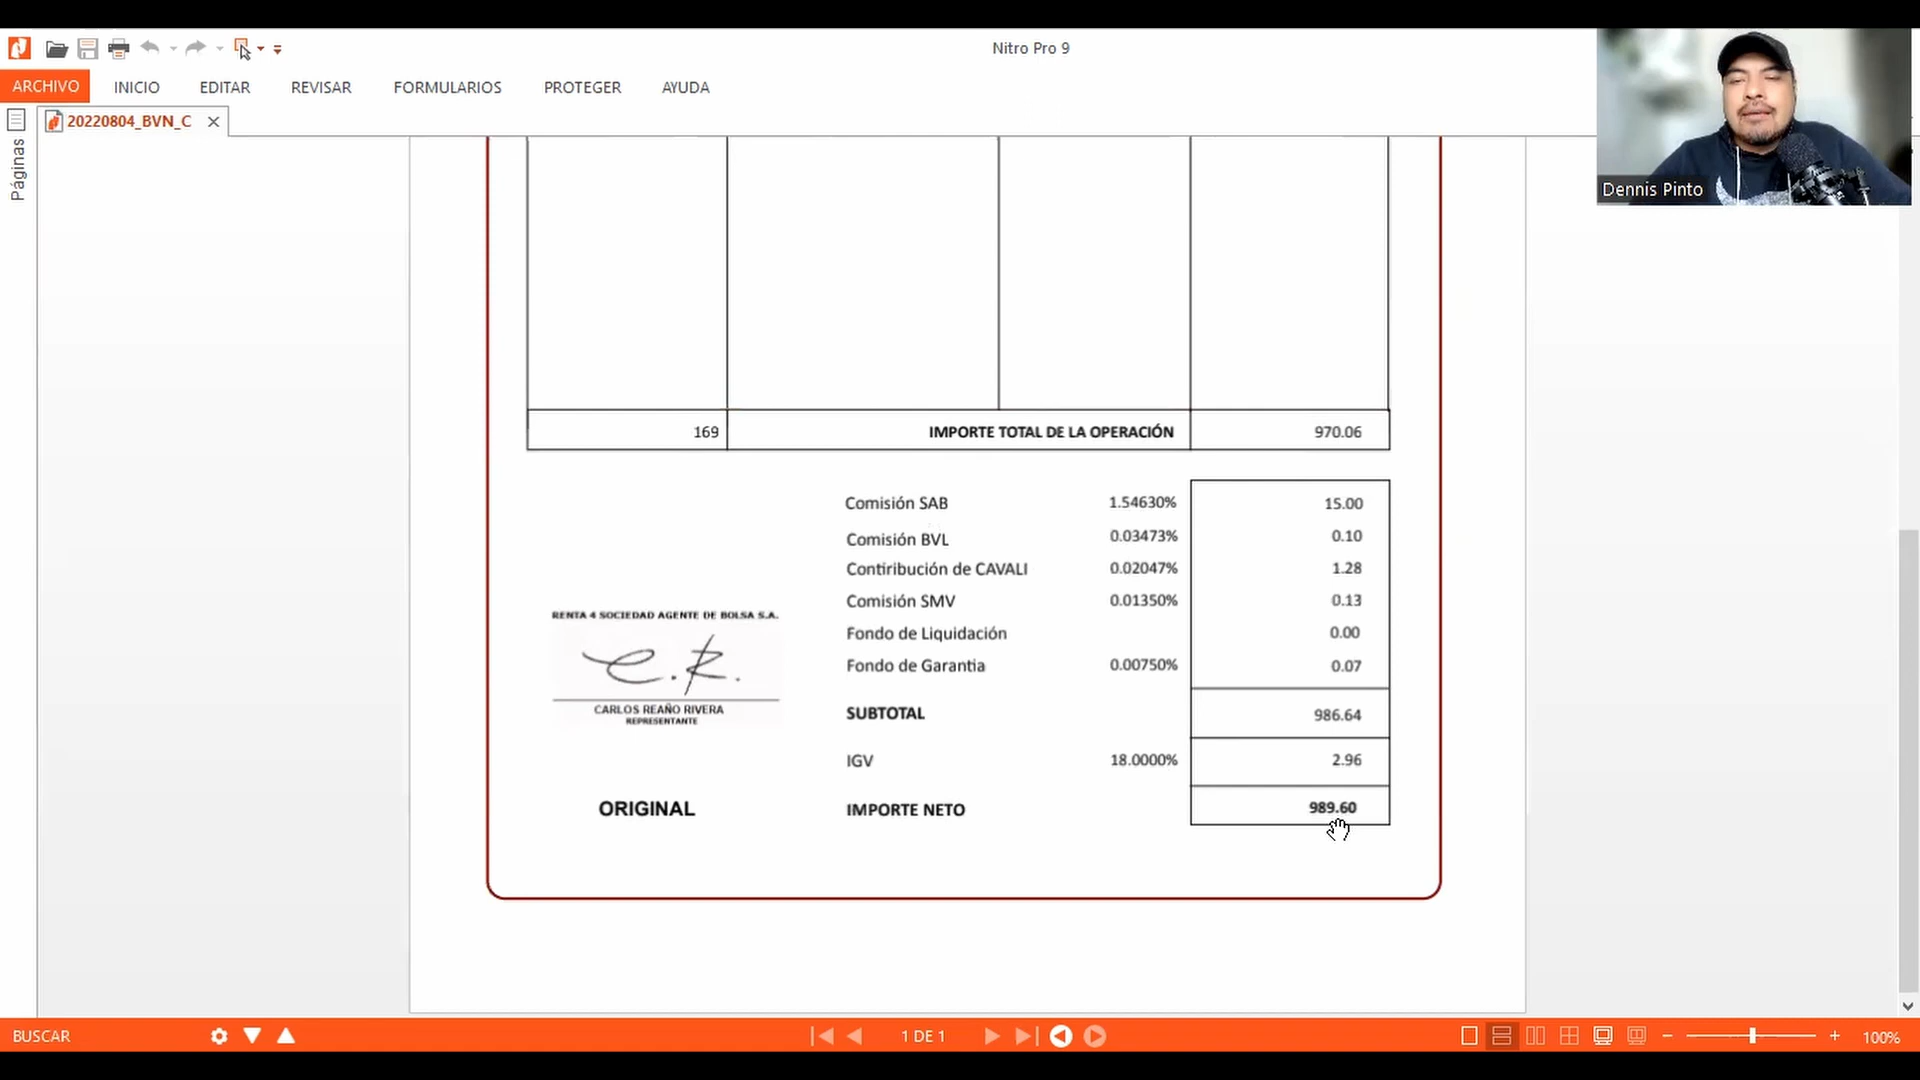 Nitro Pro 9
ARCHIVO INICIO EDITAR REVISAR FORMULARIOS PROTEGER AYUDA
20220804_BVN_C
Páginas
Dennis Pinto
169 IMPORTE TOTAL DE LA OPERACIÓN 970.06
Comisión SAB 1.54630% 15.00
Comisión BVL 0.03473% 0.10
Contribución de CAVALI 0.02047% 1.28
Comisión SMV 0.01350% 0.13
Fondo de Liquidación 0.00
Fondo de Garantia 0.00750% 0.07
RENTA 4 SOCIEDAD AGENTE DE BOLSA S.A.
C.R.
CARLOS REAÑO RIVERA
REPRESENTANTE
SUBTOTAL 986.64
IGV 18.0000% 2.96
ORIGINAL IMPORTE NETO 989.60
BUSCAR 1 DE 1 100%